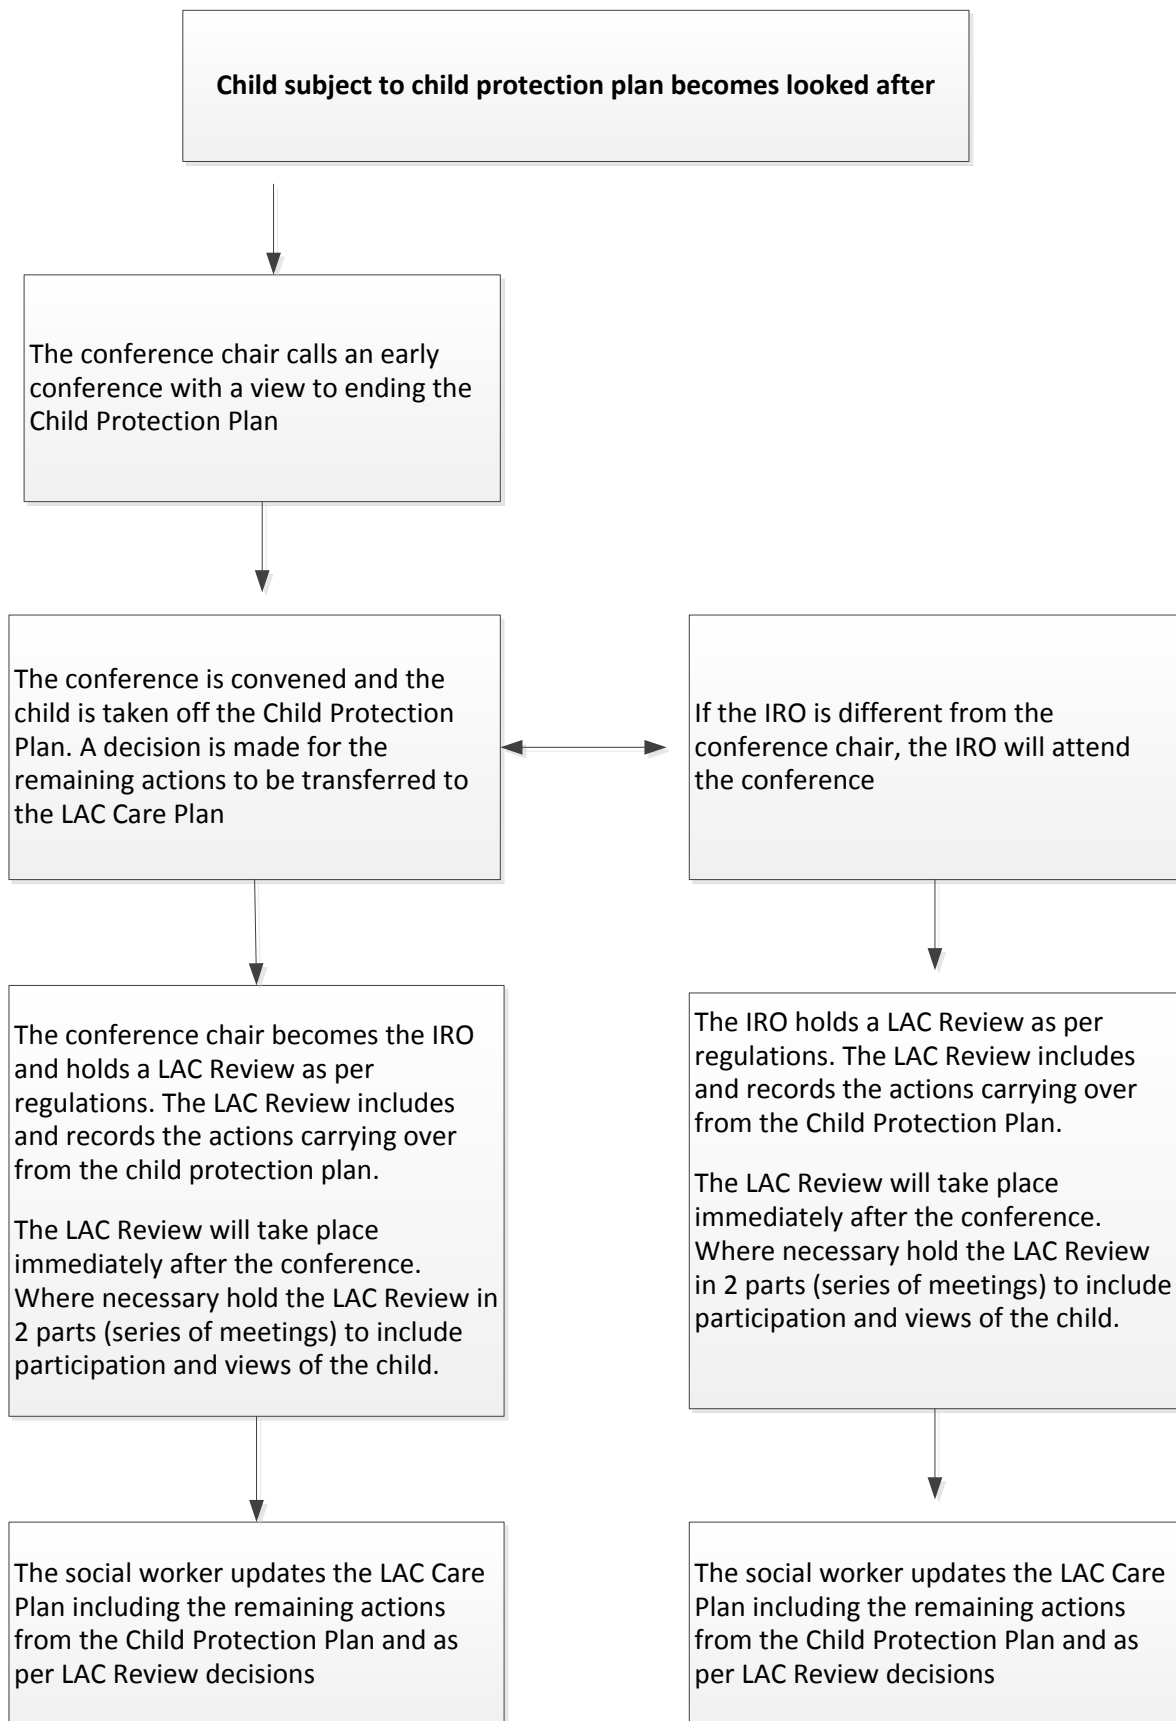 Child subject to child protection plan becomes looked after
The conference chair calls an early
conference with a view to ending the
Child Protection Plan
The conference is convened and the
child is taken off the Child Protection
Plan. A decision is made for the
remaining actions to be transferred to
the LAC Care Plan
If the IRO is different from the
conference chair, the IRO will attend
the conference
The conference chair becomes the IRO
and holds a LAC Review as per
regulations. The LAC Review includes
and records the actions carrying over
from the child protection plan.
The LAC Review will take place
immediately after the conference.
Where necessary hold the LAC Review in
2 parts (series of meetings) to include
participation and views of the child.
The IRO holds a LAC Review as per
regulations. The LAC Review includes
and records the actions carrying over
from the Child Protection Plan.
The LAC Review will take place
immediately after the conference.
Where necessary hold the LAC Review
in 2 parts (series of meetings) to include
participation and views of the child.
The social worker updates the LAC Care
Plan including the remaining actions
from the Child Protection Plan and as
per LAC Review decisions
The social worker updates the LAC Care
Plan including the remaining actions
from the Child Protection Plan and as
per LAC Review decisions